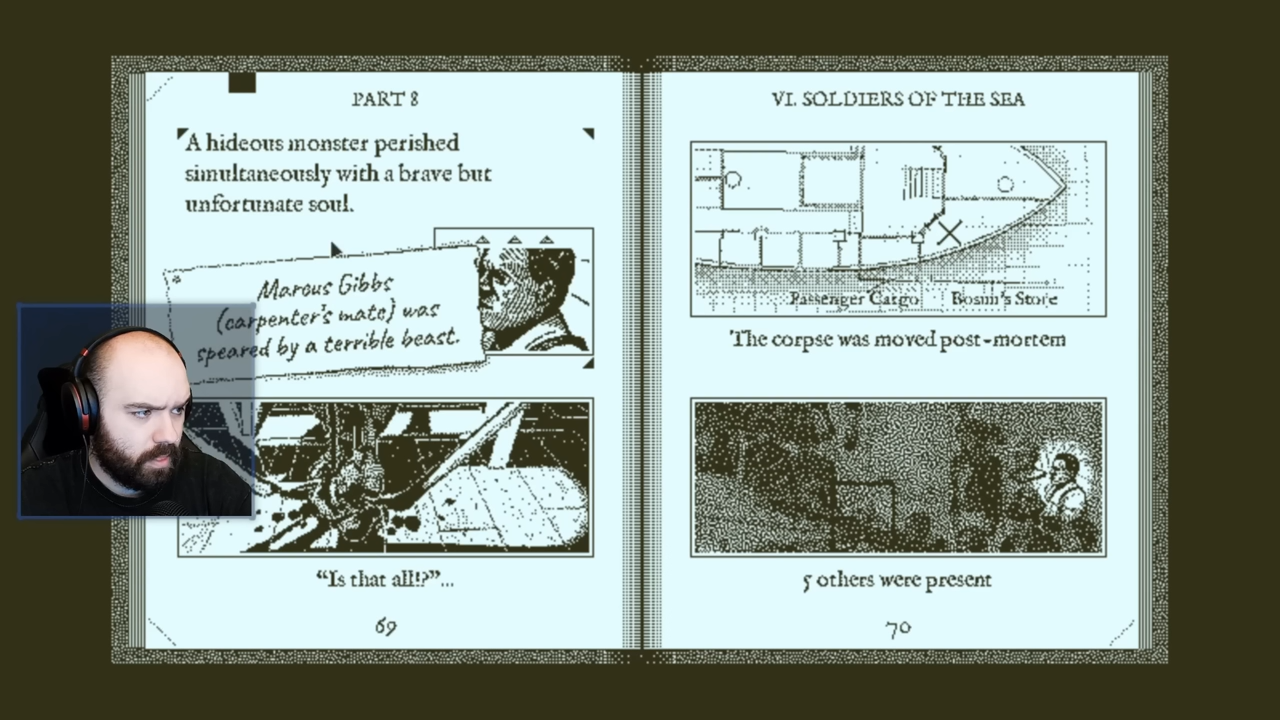 PART 8
A hideous monster perished
simultaneously with a brave but
unfortunate soul.
Marcus Gibbs
(carpenter's mate) was
speared by a terrible beast.
“Is that all!?”...
69
VI. SOLDIERS OF THE SEA
Passenger Cargo
Bosun's Store
The corpse was moved post-mortem
5 others were present
70